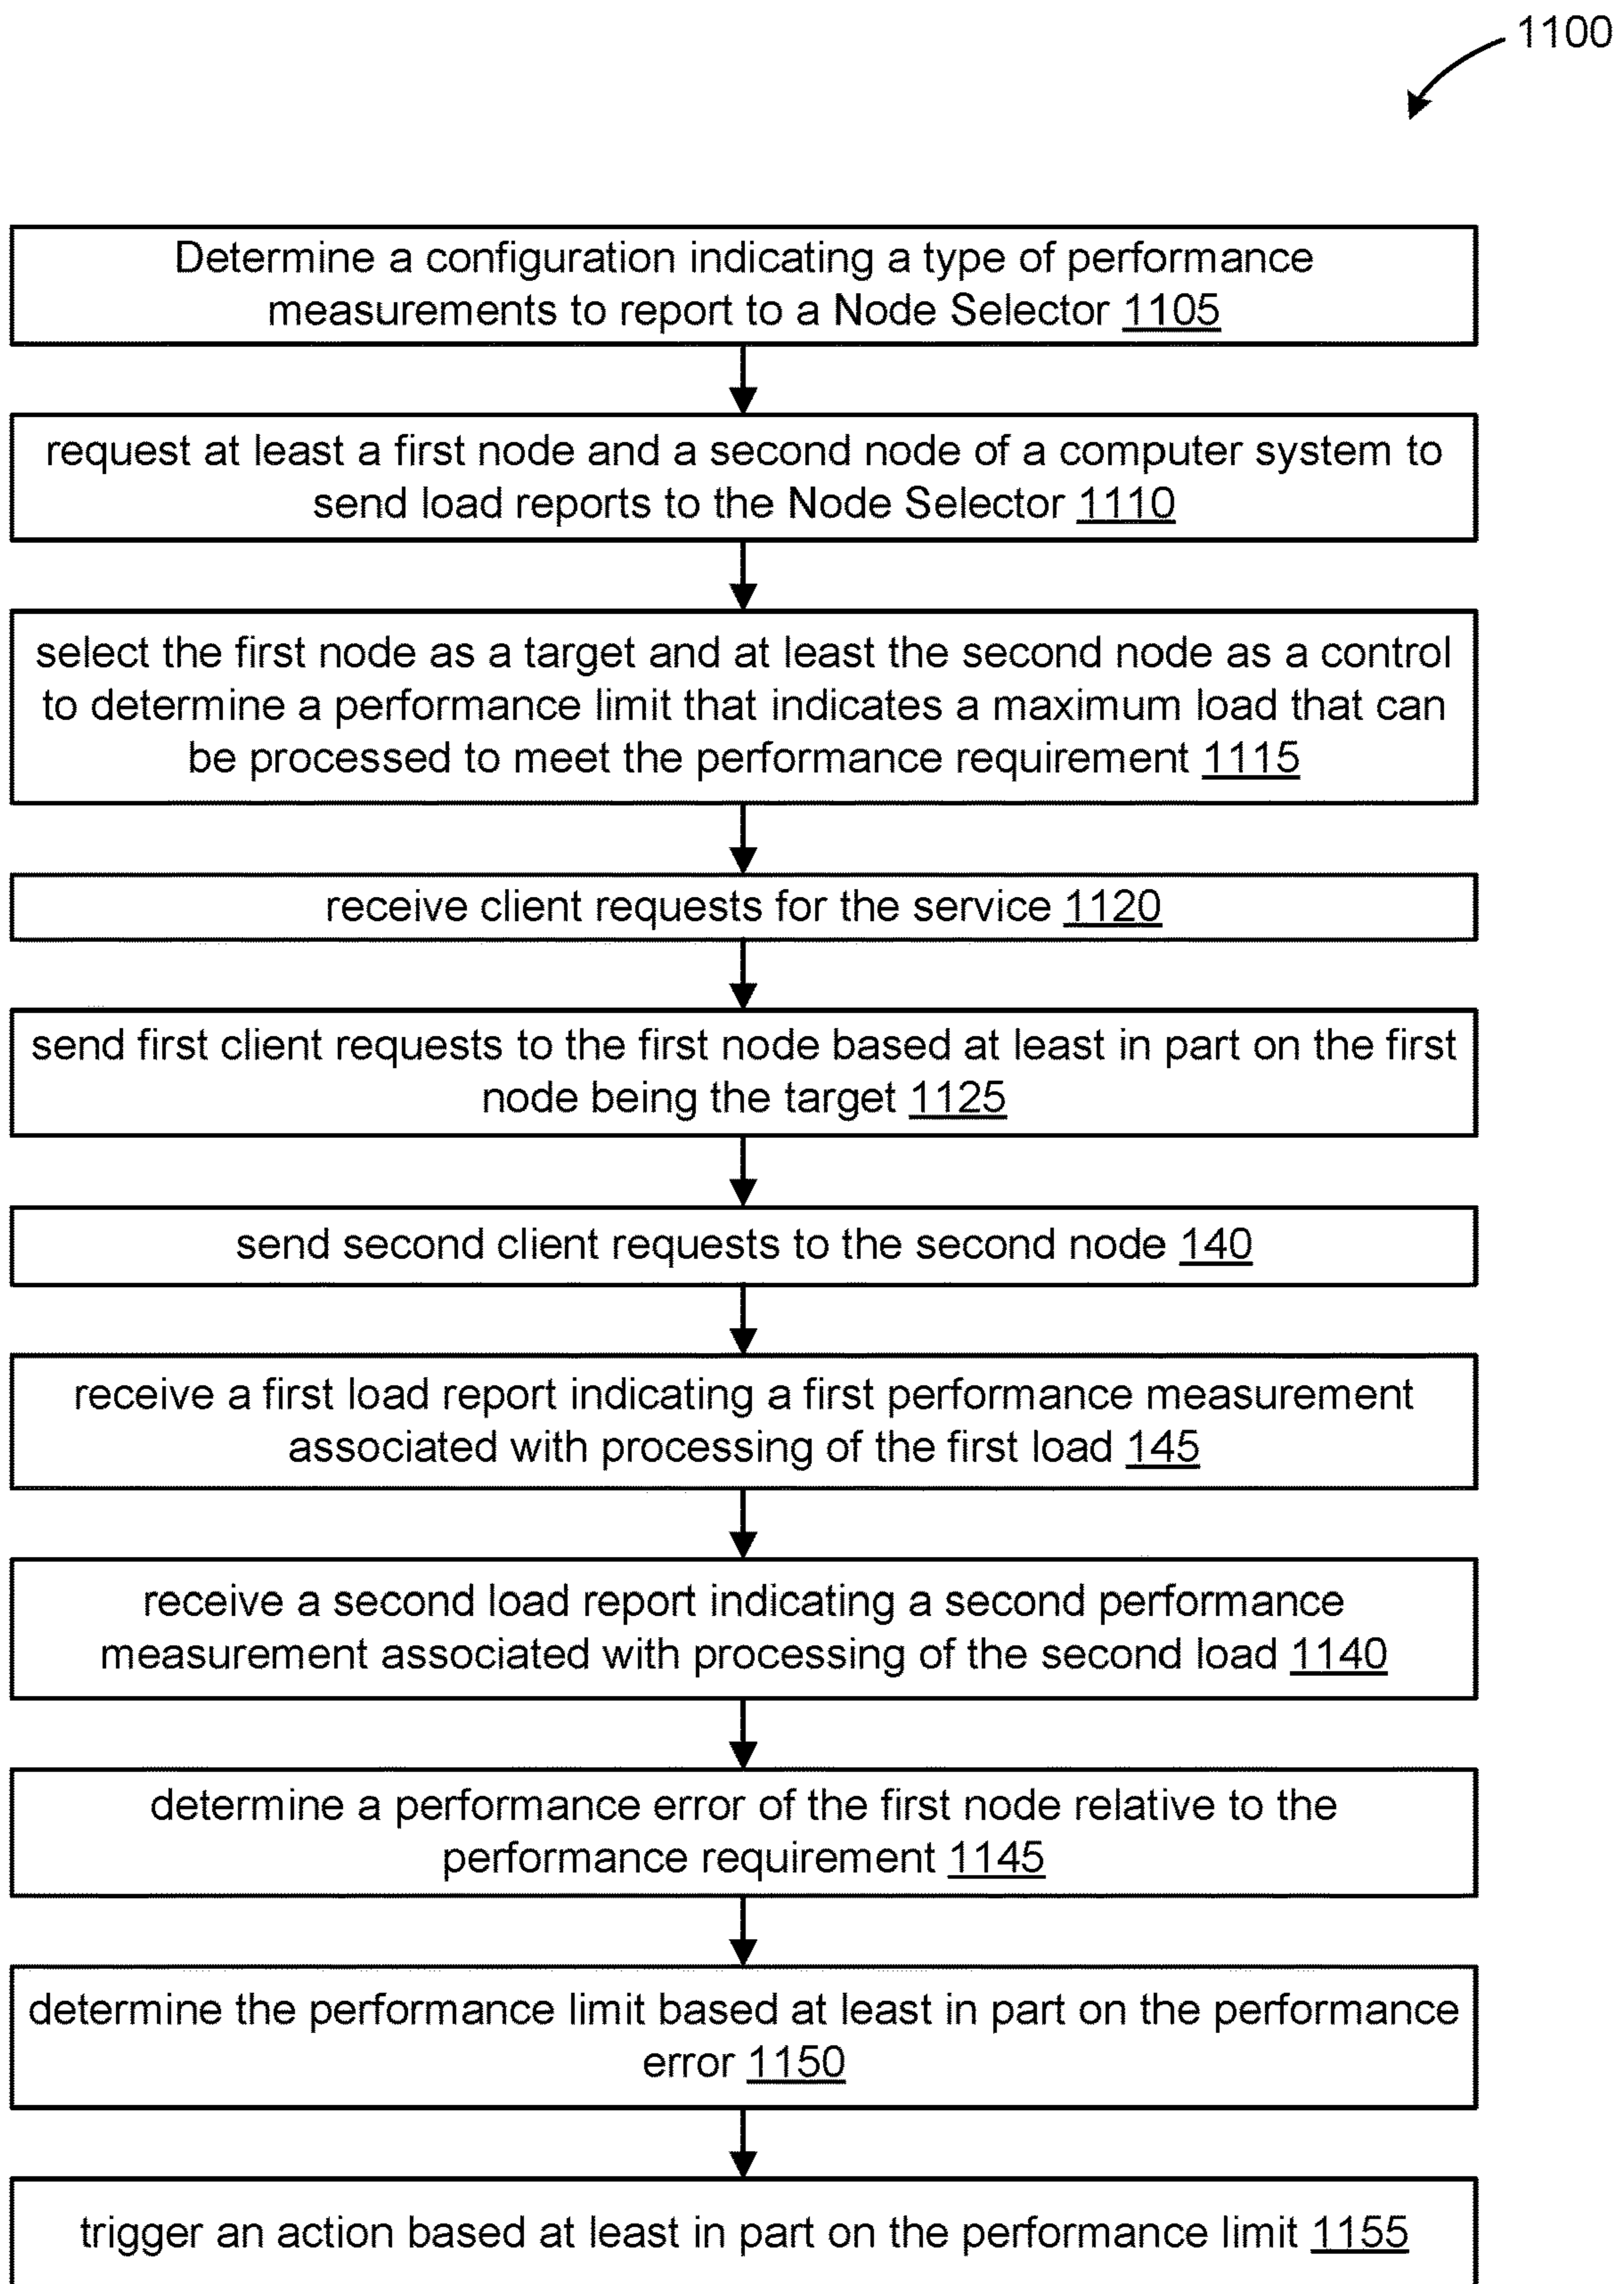 1100
Determine a configuration indicating a type of performance
measurements to report to a Node Selector 1105
request at least a first node and a second node of a computer system to
send load reports to the Node Selector 1110
select the first node as a target and at least the second node as a control
to determine a performance limit that indicates a maximum load that can
be processed to meet the performance requirement 1115
receive client requests for the service 1120
send first client requests to the first node based at least in part on the first
node being the target 1125
send second client requests to the second node 140
receive a first load report indicating a first performance measurement
associated with processing of the first load 145
receive a second load report indicating a second performance
measurement associated with processing of the second load 1140
determine a performance error of the first node relative to the
performance requirement 1145
determine the performance limit based at least in part on the performance
error 1150
trigger an action based at least in part on the performance limit 1155